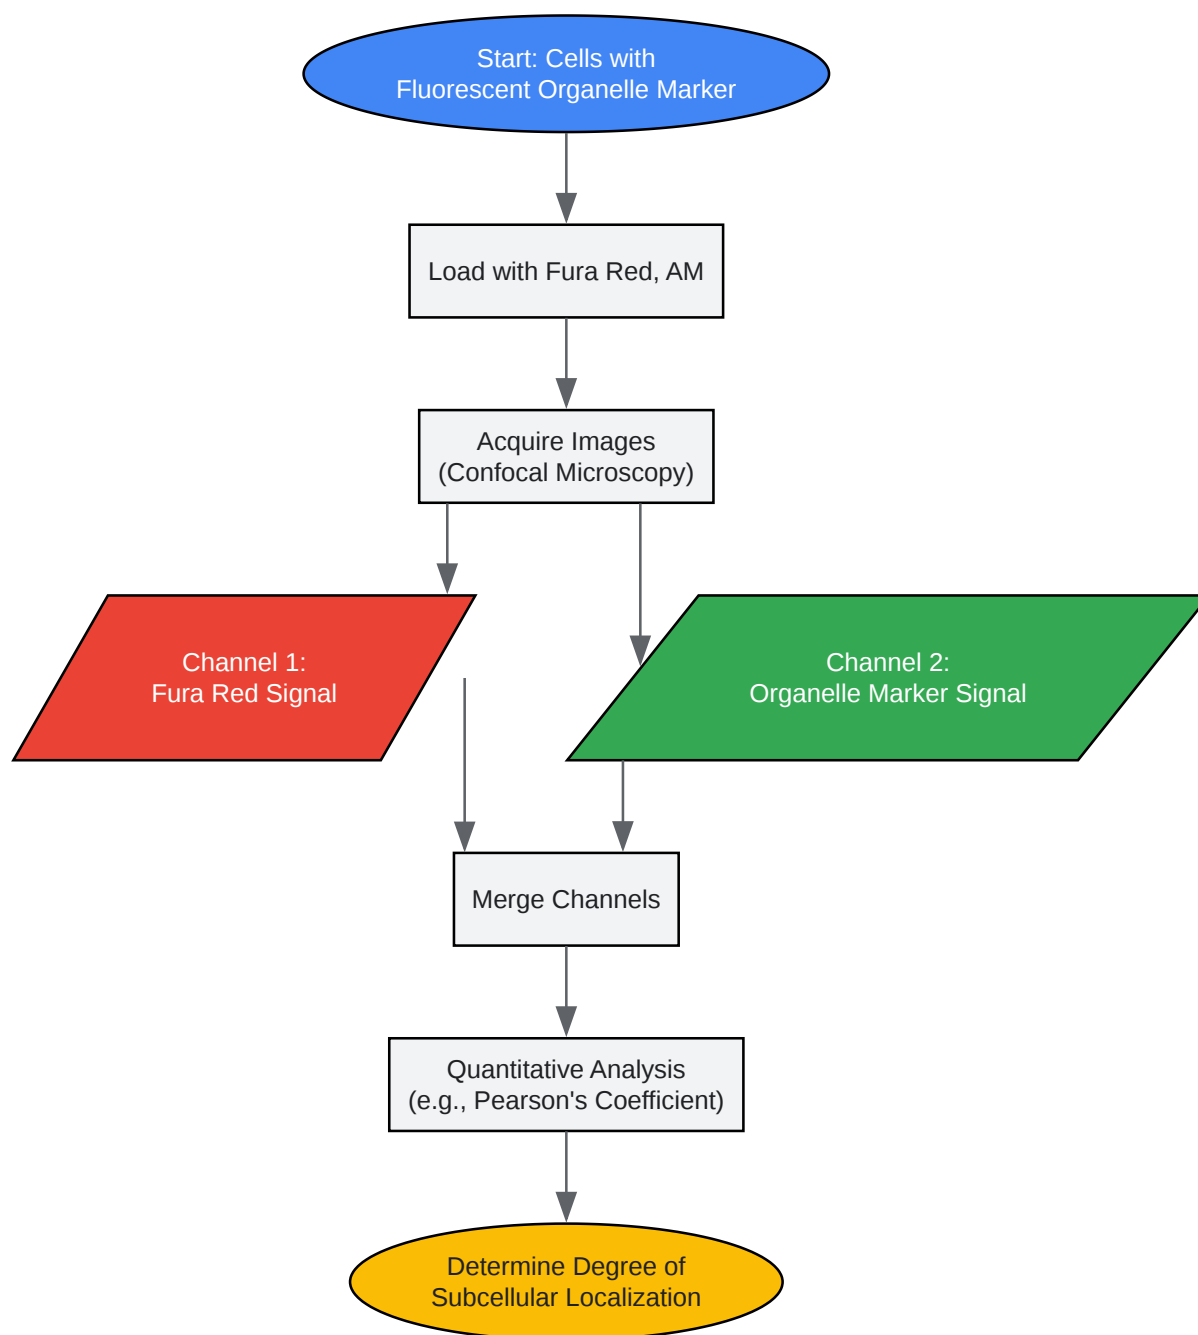 Start: Cells with
Fluorescent Organelle Marker
Load with Fura Red, AM
Acquire Images
(Confocal Microscopy)
Channel 1:
Fura Red Signal
Channel 2:
Organelle Marker Signal
Merge Channels
Quantitative Analysis
(e.g., Pearson's Coefficient)
Determine Degree of
Subcellular Localization